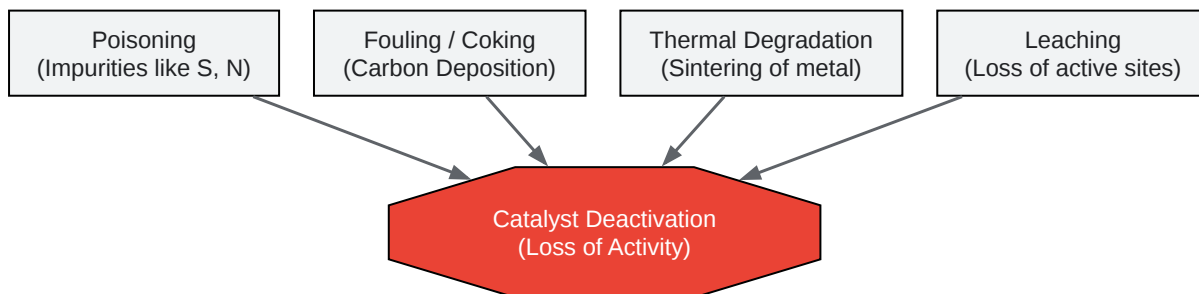 Poisoning
(Impurities like S, N)
Fouling / Coking
(Carbon Deposition)
Thermal Degradation
(Sintering of metal)
Leaching
(Loss of active sites)
Catalyst Deactivation
(Loss of Activity)